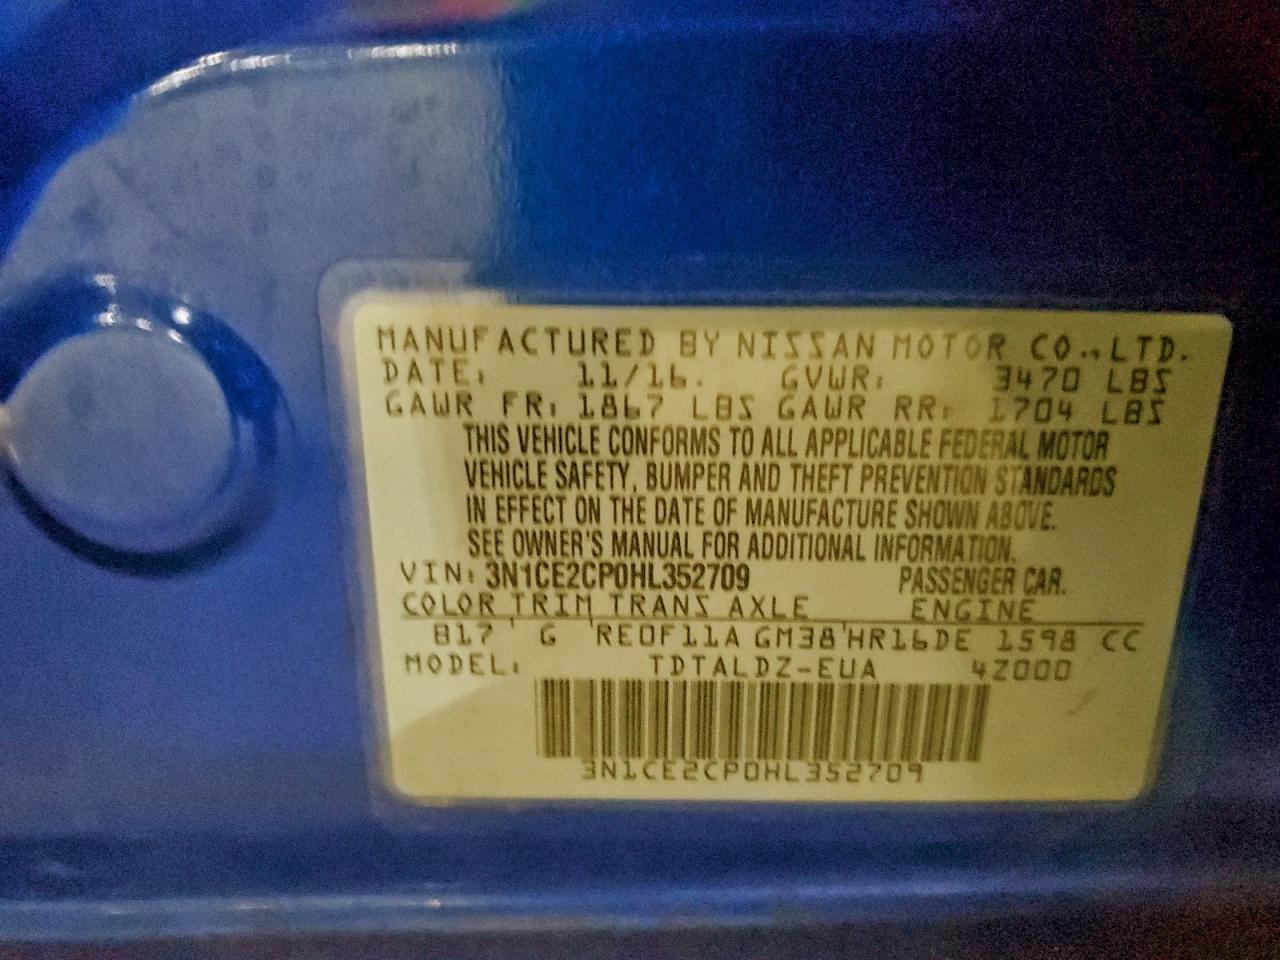 MANUFACTURED BY NISSAN MOTOR CO.,LTD.
DATE: 11/16. GVWR: 3470 LBS
GAWR FR: 1867 LBS GAWR RR: 1704 LBS
THIS VEHICLE CONFORMS TO ALL APPLICABLE FEDERAL MOTOR
VEHICLE SAFETY, BUMPER AND THEFT PREVENTION STANDARDS
IN EFFECT ON THE DATE OF MANUFACTURE SHOWN ABOVE.
SEE OWNER'S MANUAL FOR ADDITIONAL INFORMATION.
VIN: 3N1CE2CP0HL352709 PASSENGER CAR.
COLOR TRIM TRANS AXLE ENGINE
B17 ' G 'RE0F11A GM38'HR16DE 1598 CC
MODEL: TDTALDZ-EUA 4Z000
3N1CE2CP0HL352709